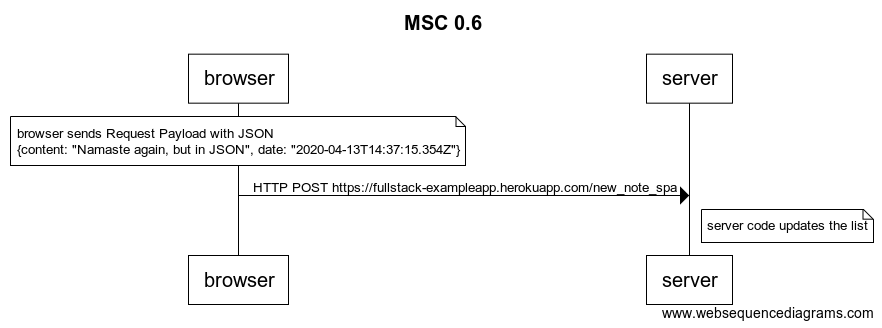 MSC 0.6
browser
server
browser sends Request Payload with JSON
{content: "Namaste again, but in JSON", date: "2020-04-13T14:37:15.354Z"}
HTTP POST https://fullstack-exampleapp.herokuapp.com/new_note_spa
server code updates the list
browser
server
www.websequencediagrams.com